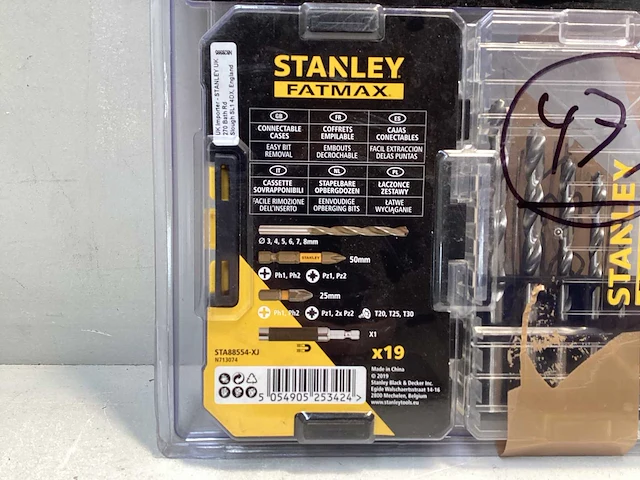 STANLEY
FATMAX
UK importer - STANLEY UK
270 Bath Rd
Slough SL1 4DX, England
GB FR ES
CONNECTABLE CASES COFFRETS EMPILABLE CAJAS CONECTABLES
EASY BIT REMOVAL EMBOUTS DECROCHABLE FACIL EXTRACCION DELAS PUNTAS
IT NL PL
CASSETTE SOVRAPPONIBILI STAPELBARE OPBERGDOZEN ŁACZONCE ZESTAWY
FACILE RIMOZIONE DELL'INSERTO EENVOUDIGE OPBERGING BITS ŁATWE WYCIĄGANIE
Ø 3, 4, 5, 6, 7, 8mm
STANLEY 50mm
Ph1, Ph2 Pz1, Pz2
25mm
Ph1, Ph2 Pz1, 2x Pz2 T20, T25, T30
X1
x19
STA88554-XJ
N713074
5 054905 253424 >
Made in China
© 2019
Stanley Black & Decker Inc.
Egide Walschaertsstraat 14-16
2800 Mechelen, Belgium
www.stanleytools.eu
47
STANLEY